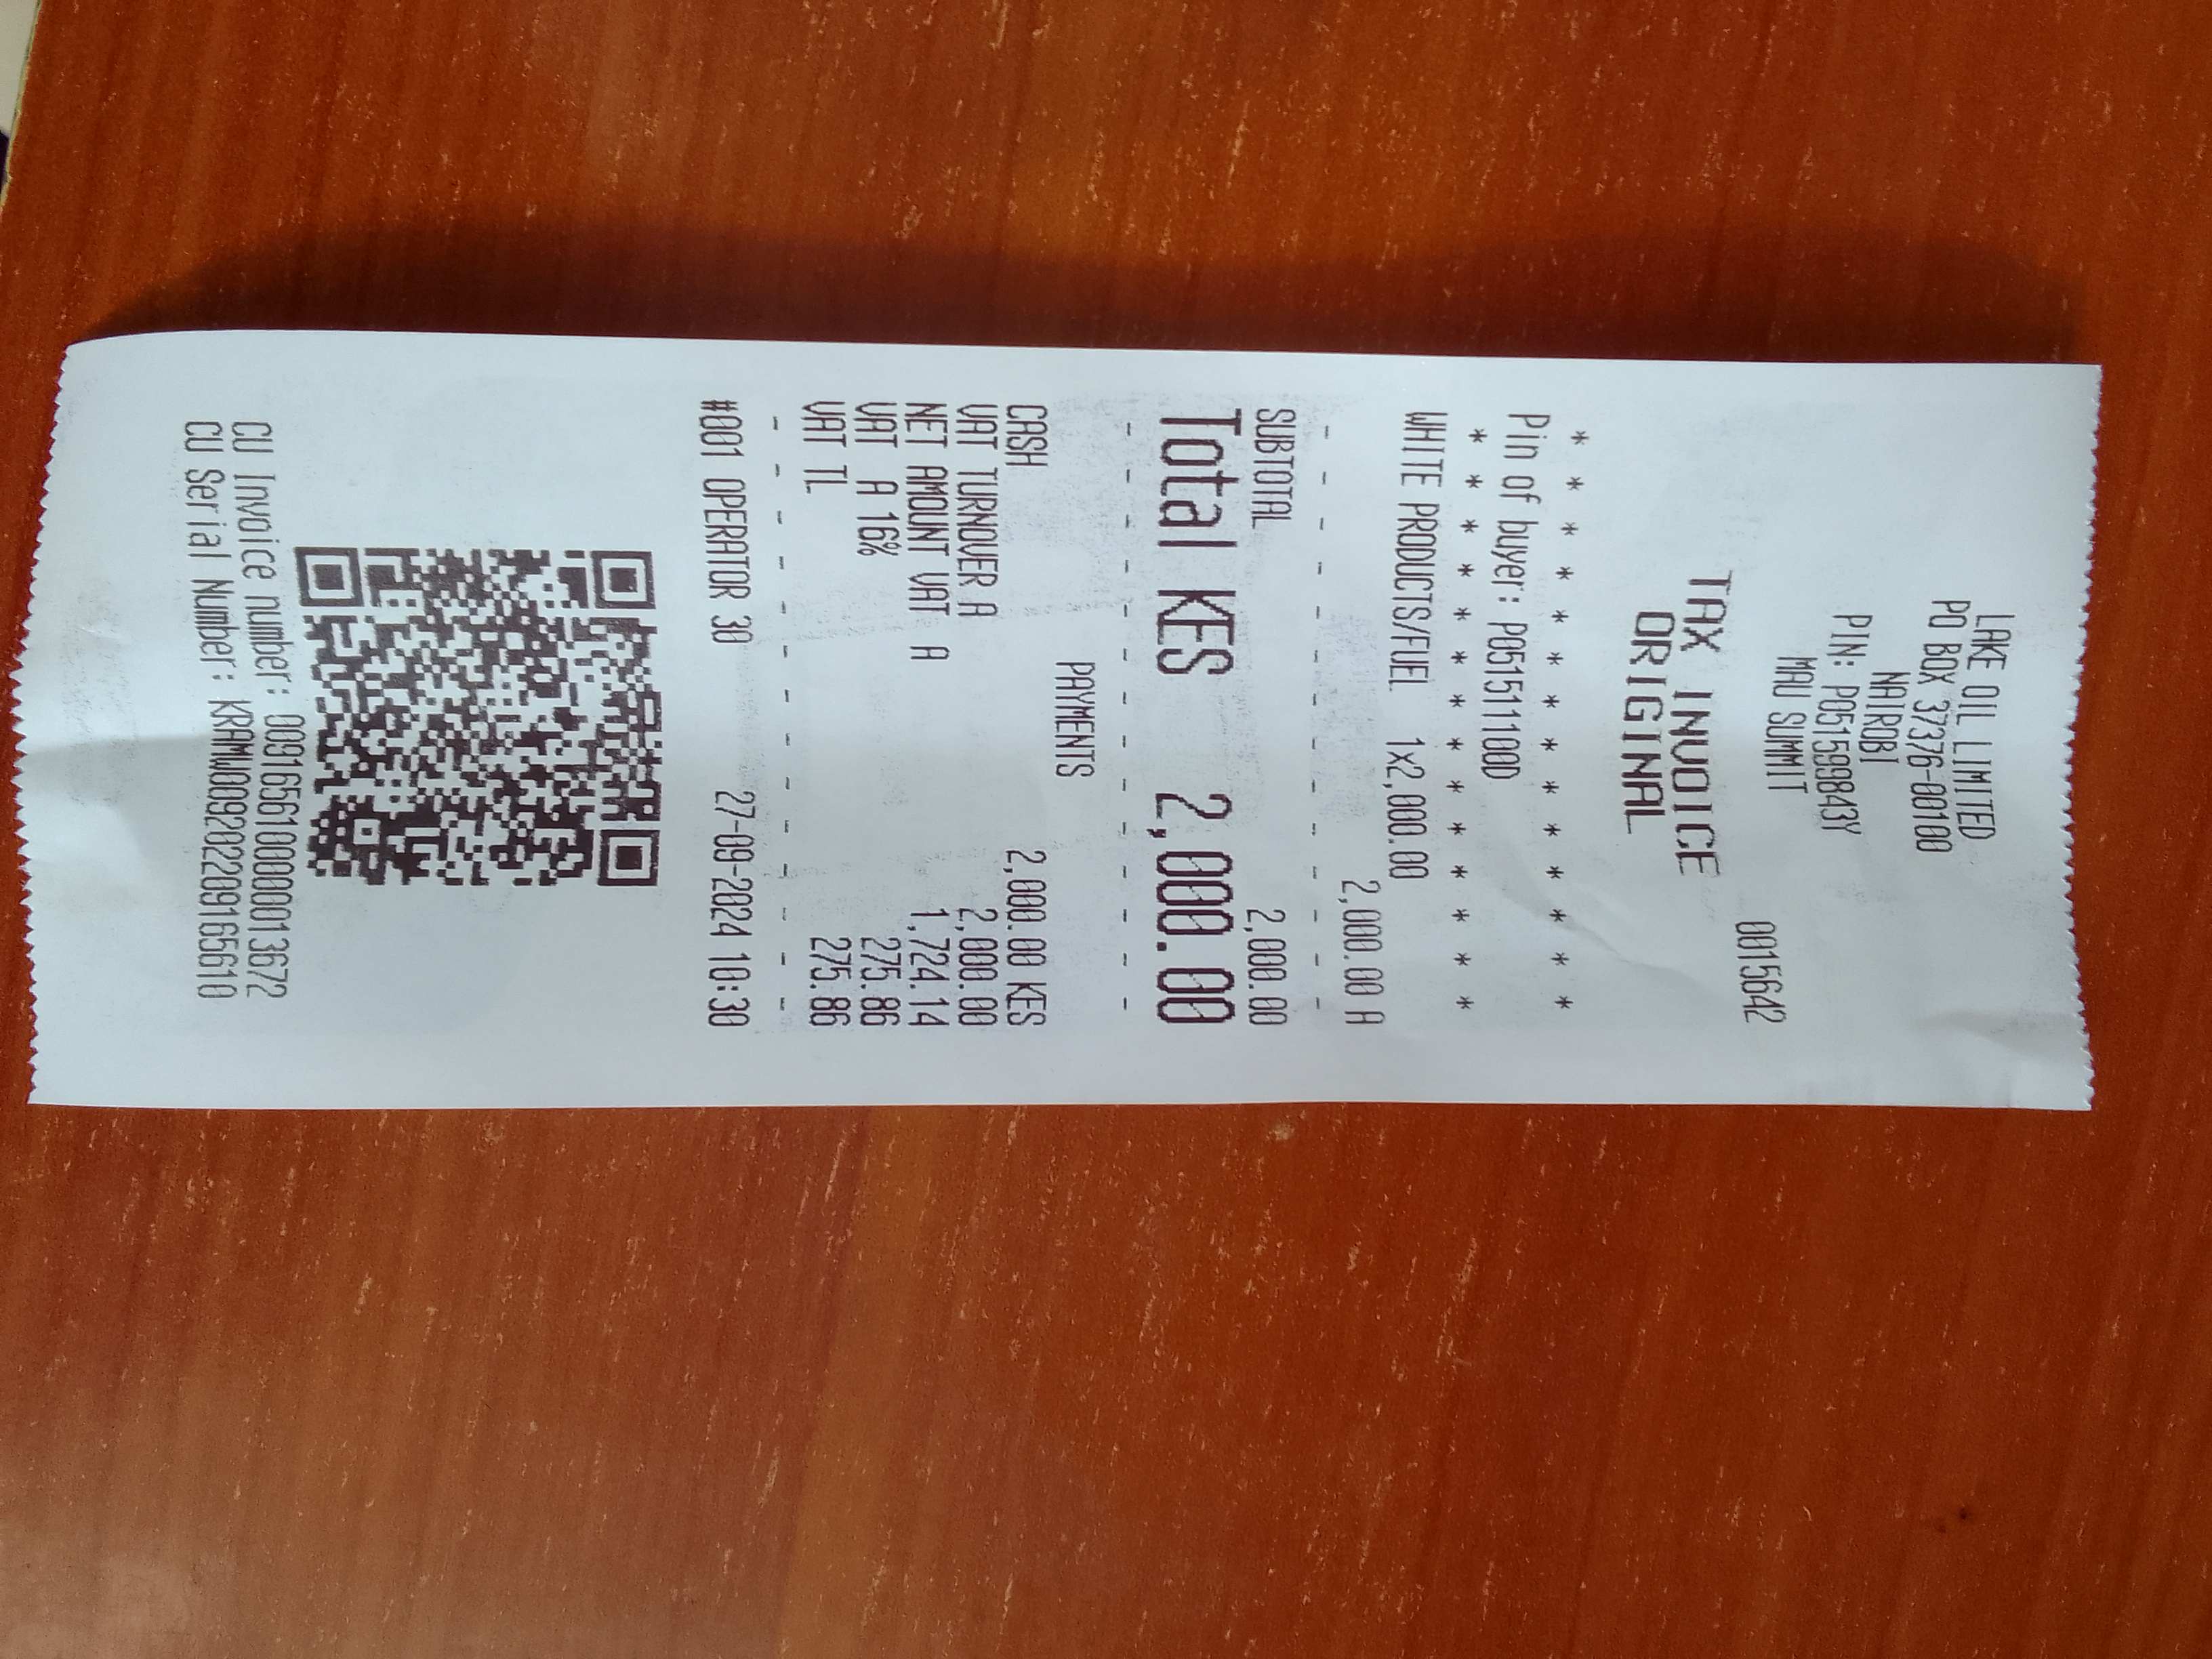 LAKE OIL LIMITED
PO BOX 37376-00100
NAIROBI
PIN: P051599843Y
MAU SUMMIT
0015642
TAX INVOICE
ORIGINAL
* * * * * * * * * * * * * *
Pin of buyer: P051511100D
* * * * * * * * * * * * * *
WHITE PRODUCTS/FUEL 1x2,000.00
2,000.00 A
- - - - - - - - - - - - - -
SUBTOTAL 2,000.00
Total KES 2,000.00
- - - - - - - - - - - - - -
PAYMENTS
CASH 2,000.00 KES
VAT TURNOVER A 2,000.00
NET AMOUNT VAT A 1,724.14
VAT A 16% 275.86
VAT TL 275.86
- - - - - - - - - - - - - -
#001 OPERATOR 30 27-09-2024 10:30
CU Invoice number: 0091656100000013672
CU Serial Number: KRAMW009202209165610